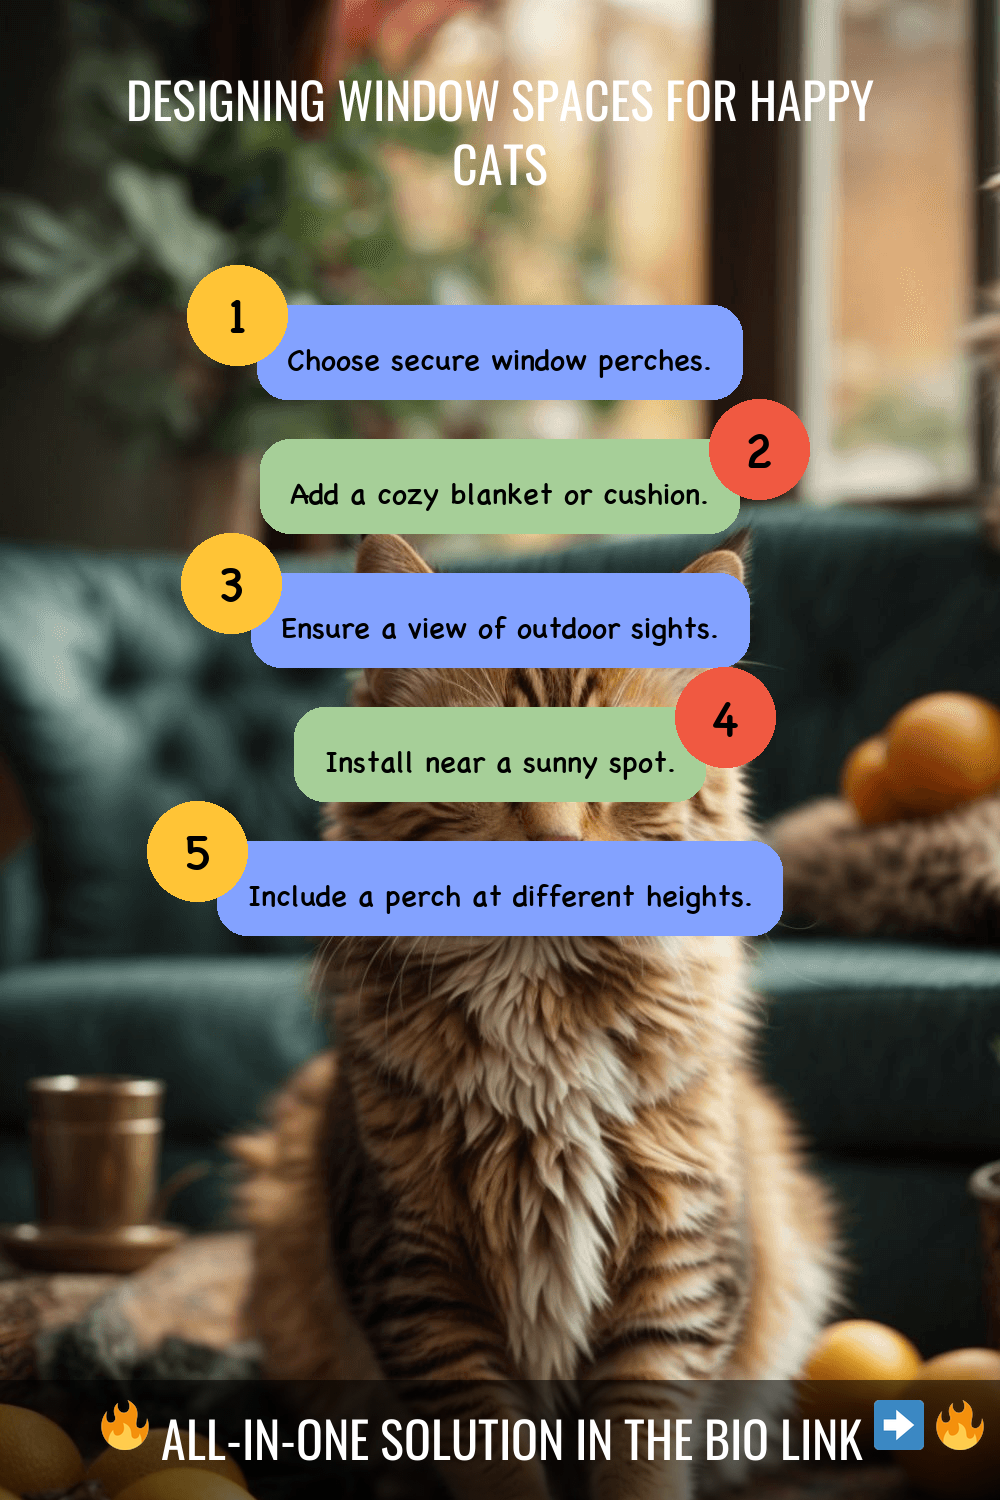 DESIGNING WINDOW SPACES FOR HAPPY
CATS
1
Choose secure window perches.
2
Add a cozy blanket or cushion.
3
Ensure a view of outdoor sights.
4
Install near a sunny spot.
5
Include a perch at different heights.
🔥 ALL-IN-ONE SOLUTION IN THE BIO LINK ➡️ 🔥